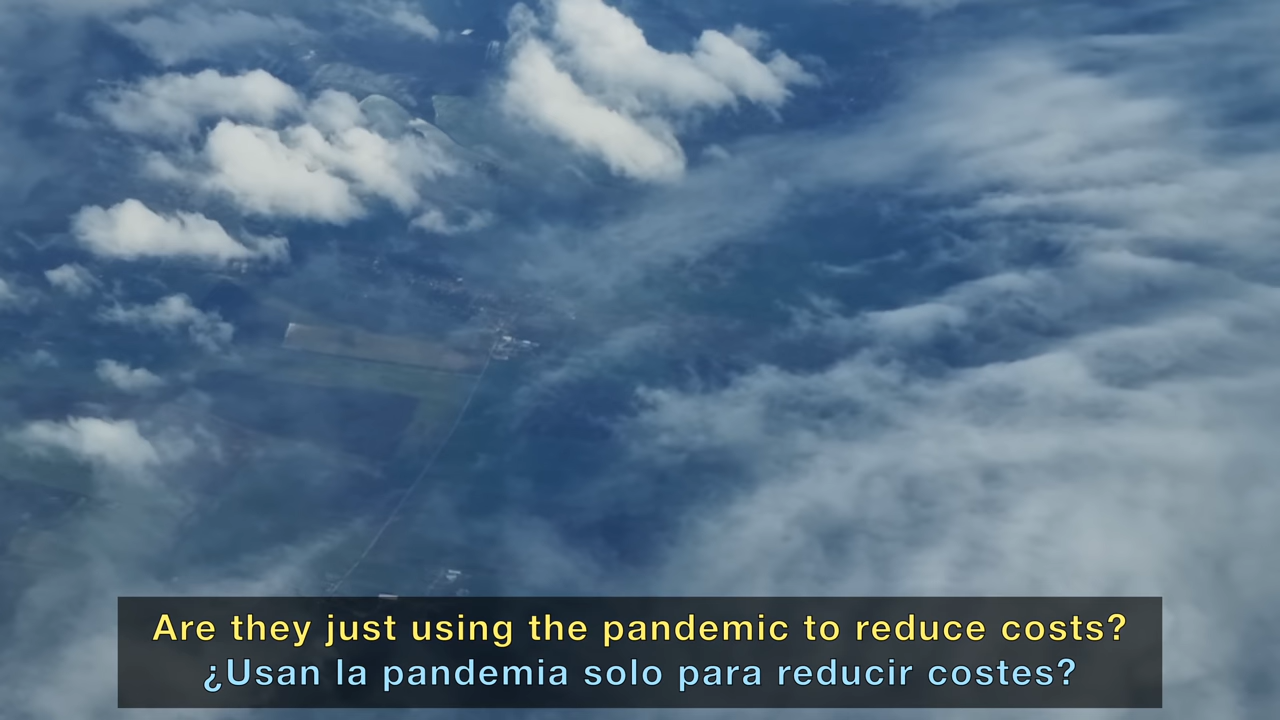 Are they just using the pandemic to reduce costs?
¿Usan la pandemia solo para reducir costes?